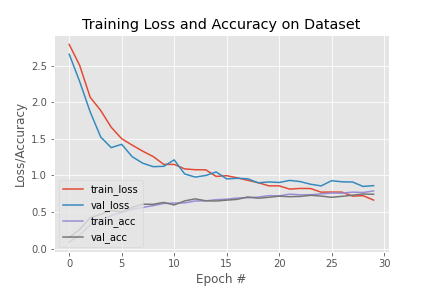 Training Loss and Accuracy on Dataset
Loss/Accuracy
2.5
2.0
1.5
1.0
0.5
0.0
train_loss
val_loss
train_acc
val_acc
0 5 10 15 20 25 30
Epoch #